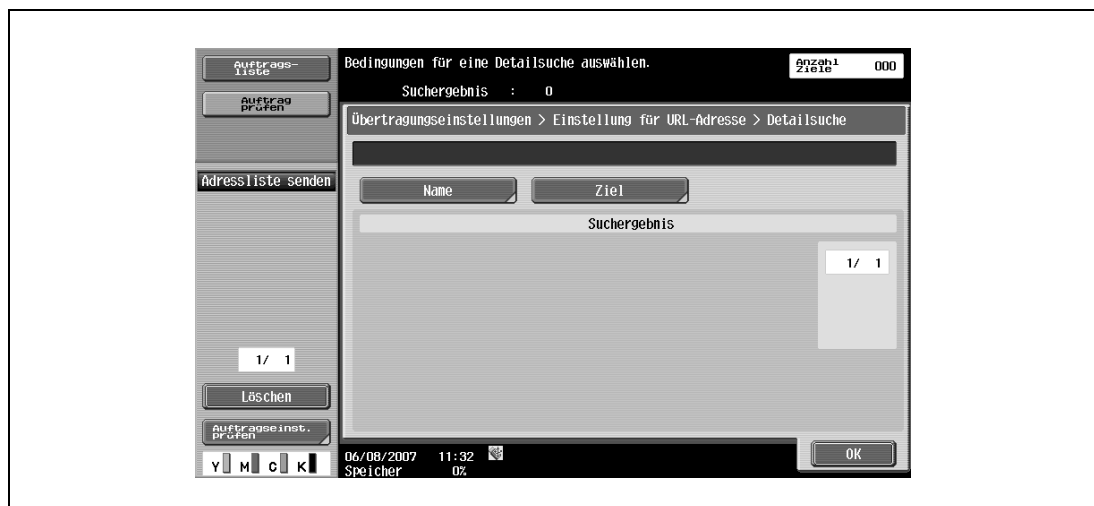 Auftrags-
liste
Auftrag
prüfen
Adressliste senden
1/ 1
Löschen
Auftragseinst.
prüfen
Y M C K
Bedingungen für eine Detailsuche auswählen.
Suchergebnis : 0
Anzahl
Ziele 000
Übertragungseinstellungen > Einstellung für URL-Adresse > Detailsuche
Name Ziel
Suchergebnis
1/ 1
OK
06/08/2007 11:32
Speicher 0%